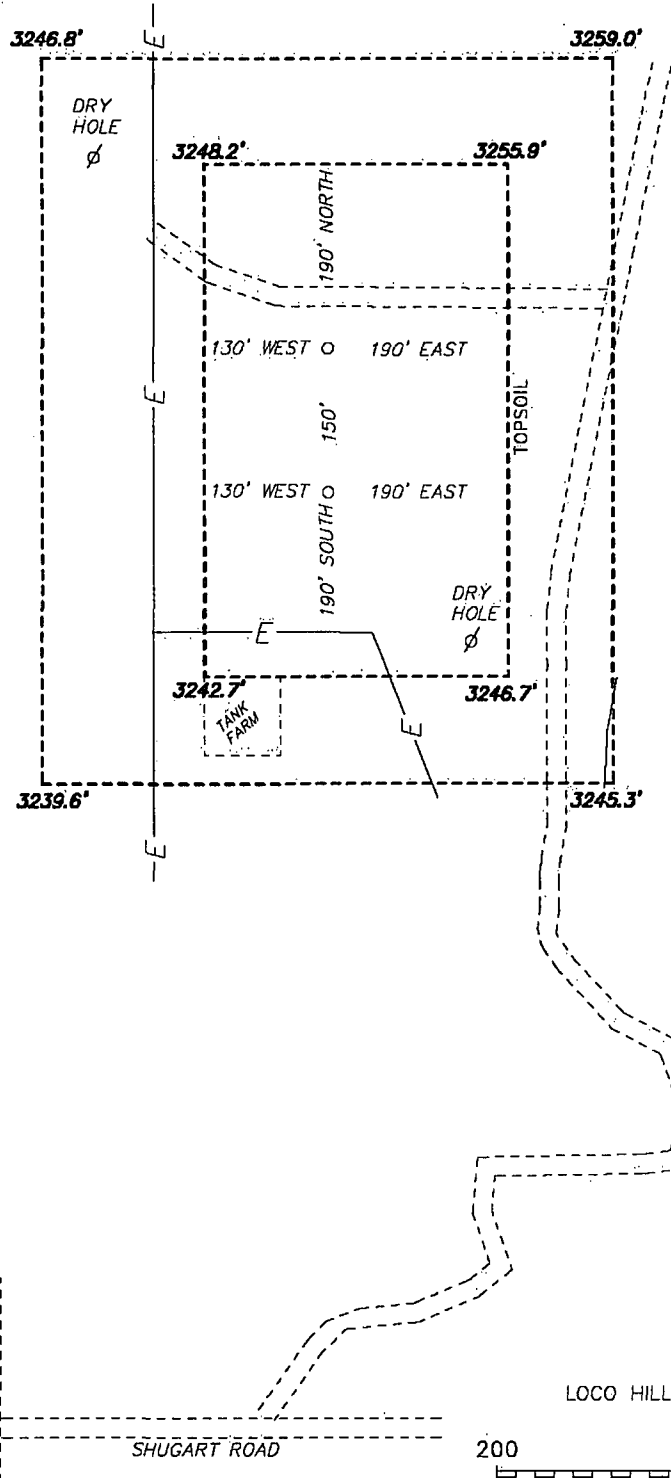 E
3246.8' 3259.0'
DRY
HOLE
3248.2' 3255.9'
190' NORTH
130' WEST 190' EAST
E
150'
TOPSOIL
130' WEST 190' EAST
190' SOUTH
DRY
HOLE
E
3242.7' 3246.7'
TANK
FARM
E
3239.6' 3245.3'
E
LOCO HILL
SHUGART ROAD
200